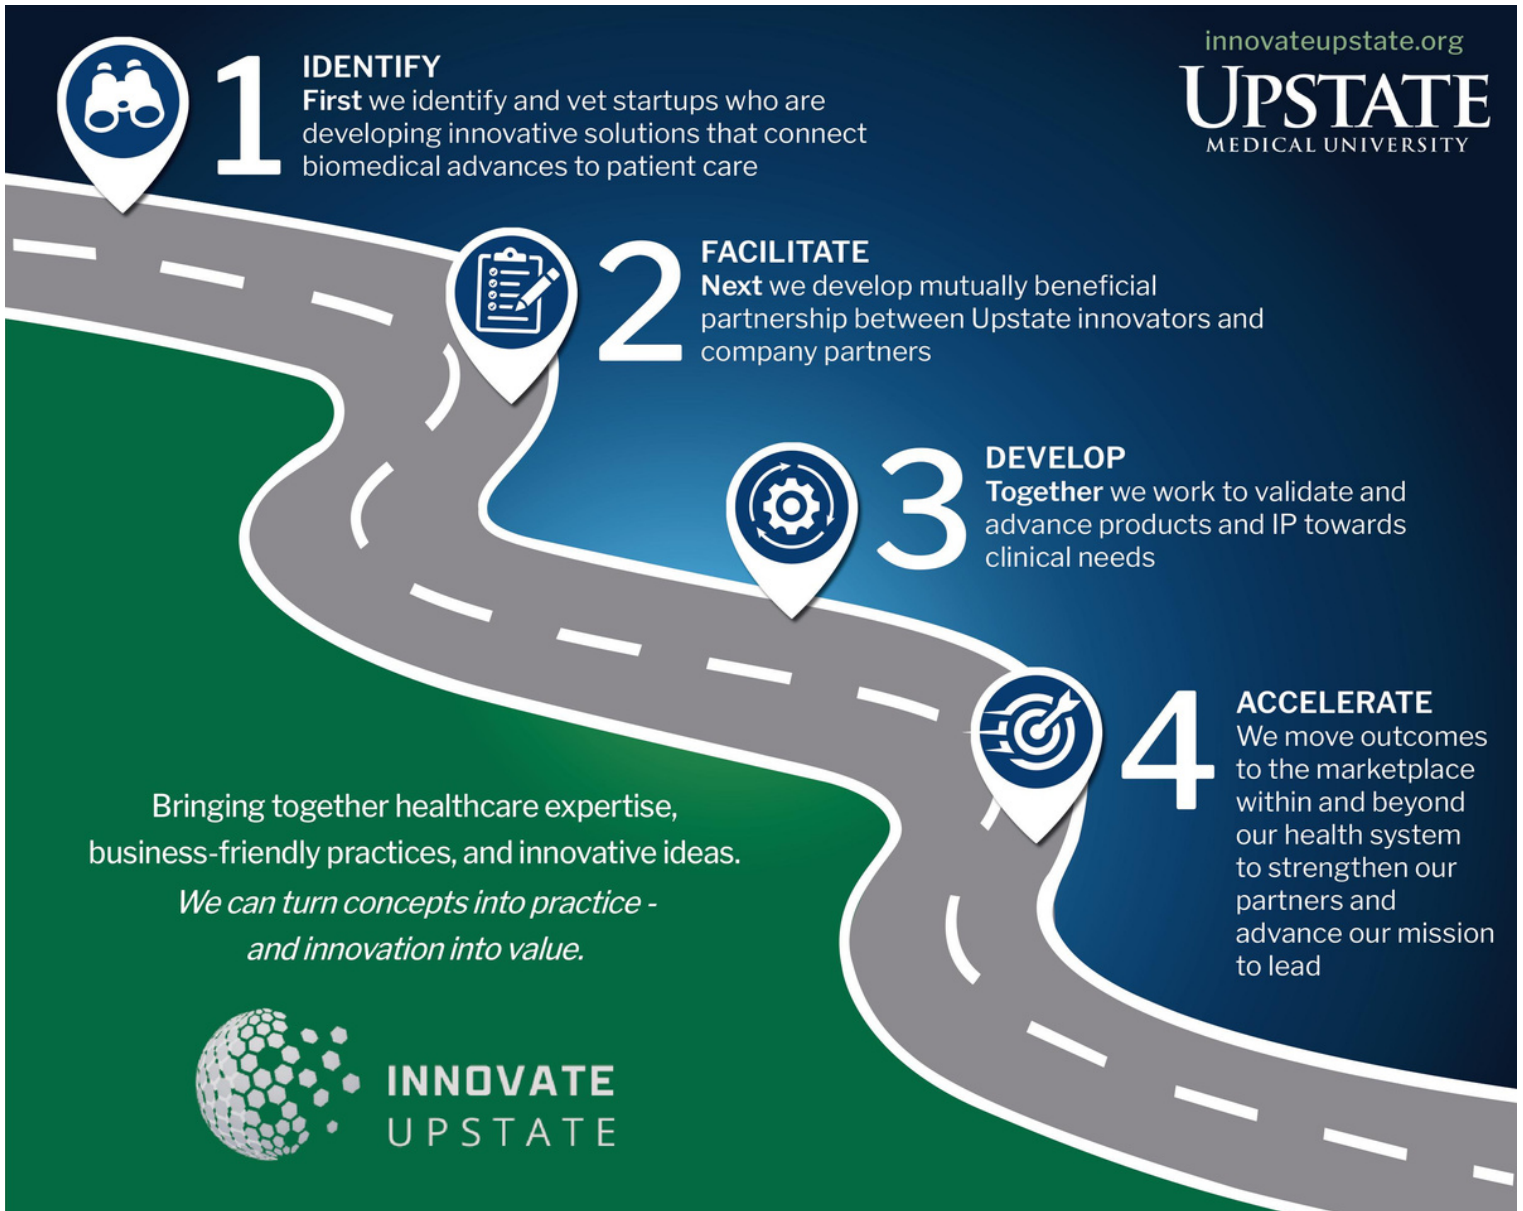 innovateupstate.org
UPSTATE
MEDICAL UNIVERSITY
1
IDENTIFY
First we identify and vet startups who are
developing innovative solutions that connect
biomedical advances to patient care
2
FACILITATE
Next we develop mutually beneficial
partnership between Upstate innovators and
company partners
3
DEVELOP
Together we work to validate and
advance products and IP towards
clinical needs
4
ACCELERATE
We move outcomes
to the marketplace
within and beyond
our health system
to strengthen our
partners and
advance our mission
to lead
Bringing together healthcare expertise,
business-friendly practices, and innovative ideas.
We can turn concepts into practice -
and innovation into value.
INNOVATE
UPSTATE